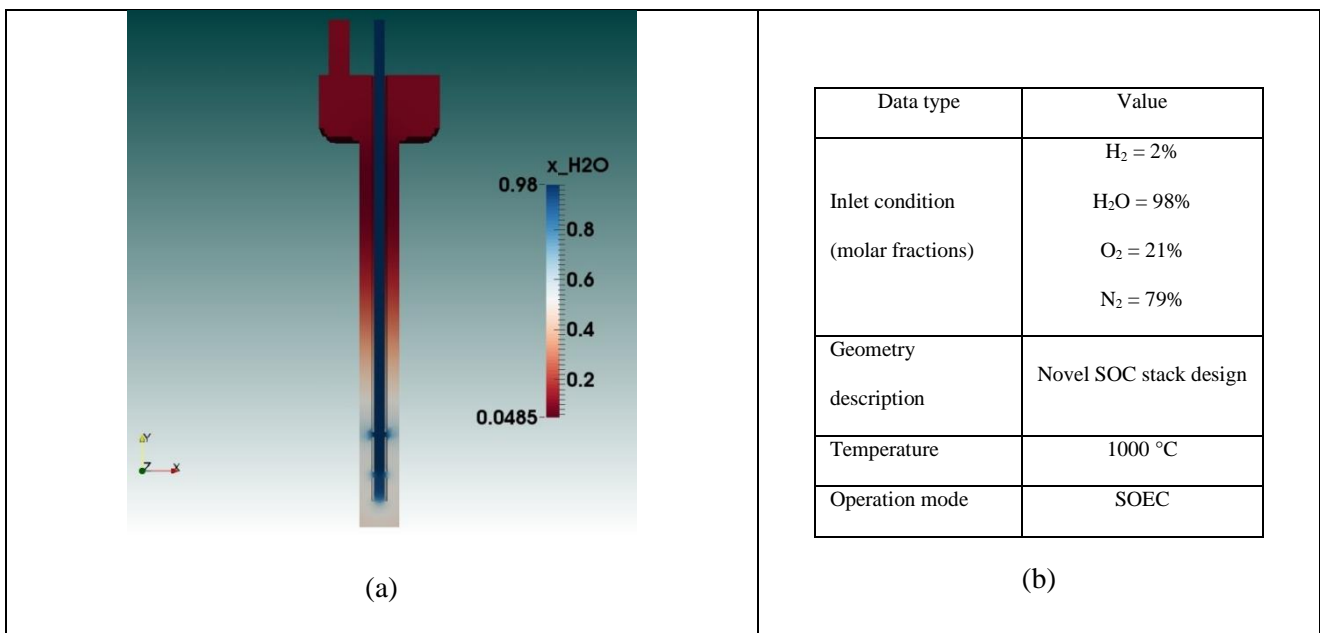 x_H2O
0.98
0.8
0.6
0.4
0.2
0.0485
Y
Z
X
(a)
Data type
Value
Inlet condition
(molar fractions)
H₂ = 2%
H₂O = 98%
O₂ = 21%
N₂ = 79%
Geometry
description
Novel SOC stack design
Temperature
1000 °C
Operation mode
SOEC
(b)